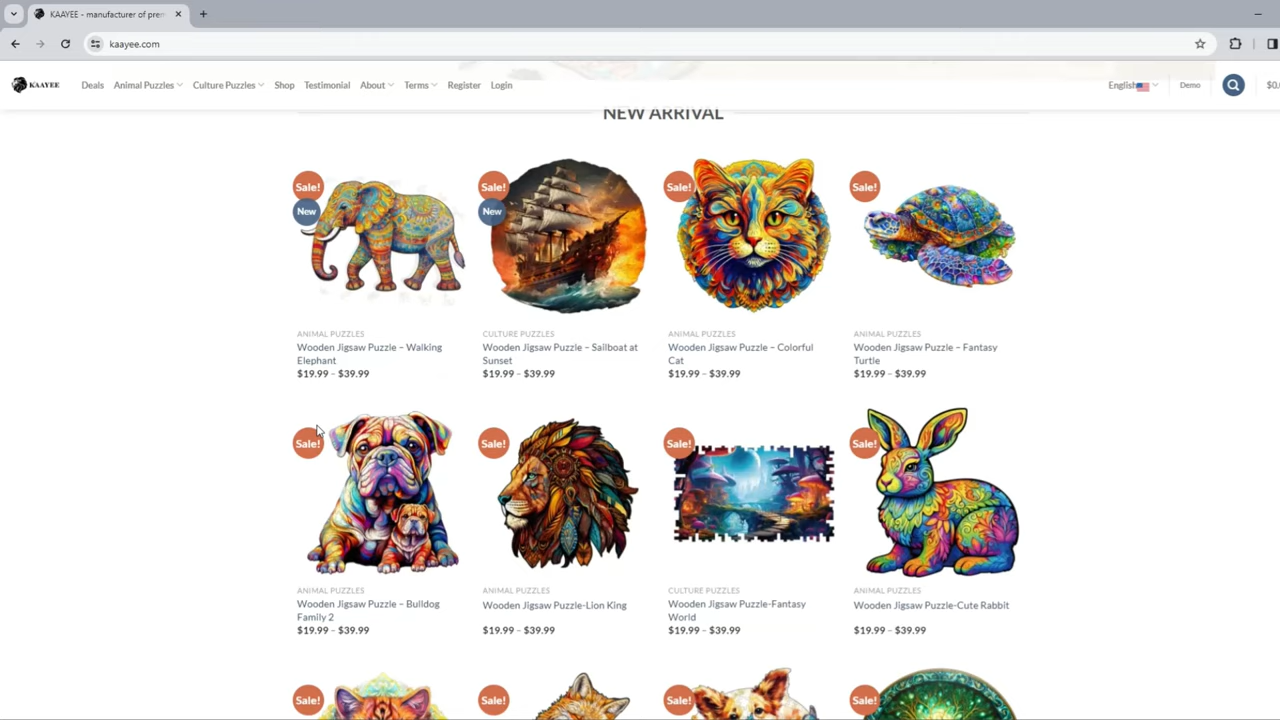 KAAYEE - manufacturer of prem
kaayee.com
KAAYEE
Deals Animal Puzzles Culture Puzzles Shop Testimonial About Terms Register Login English Demo $0.
NEW ARRIVAL
Sale! Sale! Sale! Sale!
New New
ANIMAL PUZZLES CULTURE PUZZLES ANIMAL PUZZLES ANIMAL PUZZLES
Wooden Jigsaw Puzzle – Walking Wooden Jigsaw Puzzle – Sailboat at Wooden Jigsaw Puzzle – Colorful Wooden Jigsaw Puzzle – Fantasy
Elephant Sunset Cat Turtle
$19.99 – $39.99 $19.99 – $39.99 $19.99 – $39.99 $19.99 – $39.99
Sale! Sale! Sale! Sale!
ANIMAL PUZZLES ANIMAL PUZZLES CULTURE PUZZLES ANIMAL PUZZLES
Wooden Jigsaw Puzzle – Bulldog Wooden Jigsaw Puzzle-Lion King Wooden Jigsaw Puzzle-Fantasy Wooden Jigsaw Puzzle-Cute Rabbit
Family 2 World
$19.99 – $39.99 $19.99 – $39.99 $19.99 – $39.99 $19.99 – $39.99
Sale! Sale! Sale! Sale!